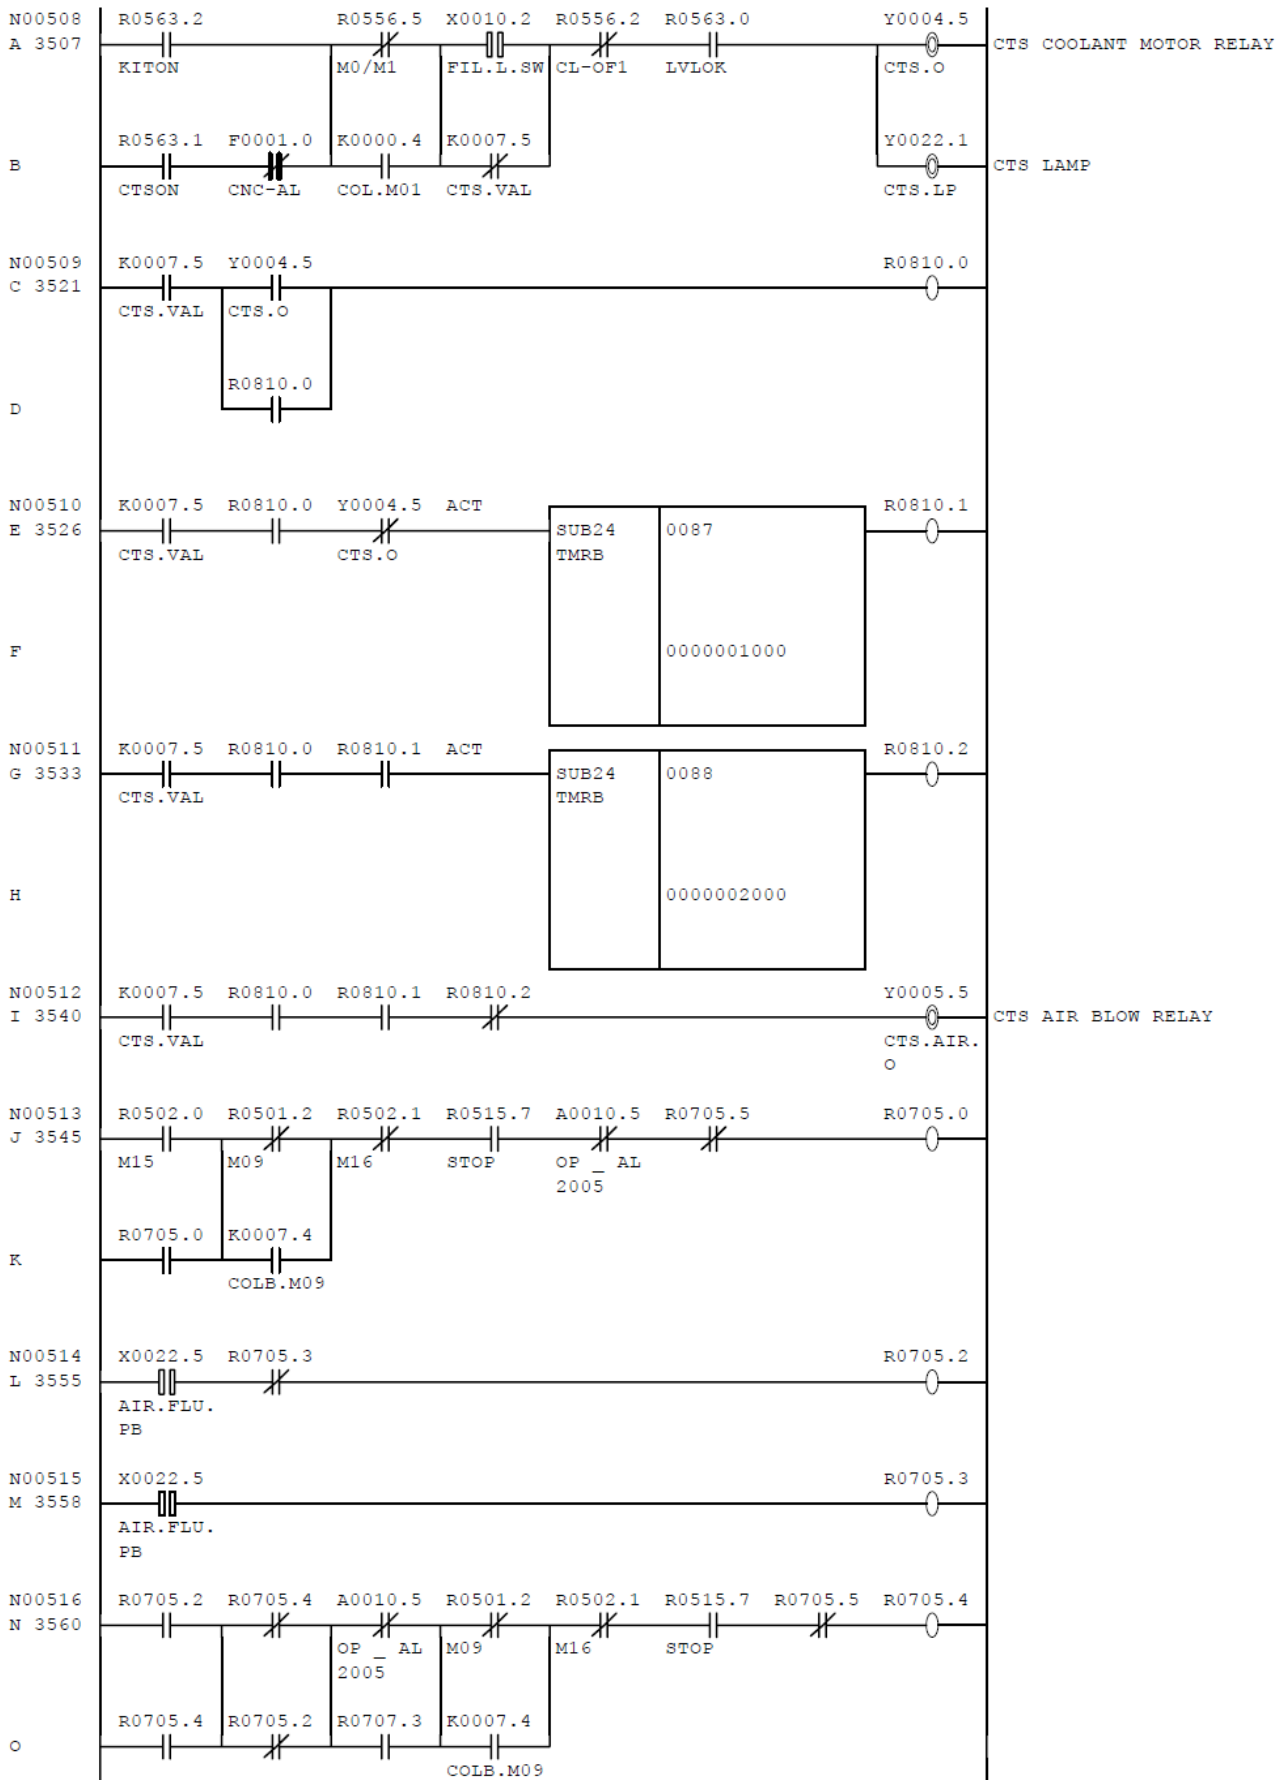 N00508 R0563.2 R0556.5 X0010.2 R0556.2 R0563.0 Y0004.5
A 3507 CTS COOLANT MOTOR RELAY
KITON M0/M1 FIL.L.SW CL-OF1 LVLOK CTS.O
R0563.1 F0001.0 K0000.4 K0007.5 Y0022.1
B CTS LAMP
CTSON CNC-AL COL.M01 CTS.VAL CTS.LP
N00509 K0007.5 Y0004.5 R0810.0
C 3521
CTS.VAL CTS.O
R0810.0
D
N00510 K0007.5 R0810.0 Y0004.5 ACT R0810.1
E 3526 SUB24 0087
CTS.VAL CTS.O TMRB
F 0000001000
N00511 K0007.5 R0810.0 R0810.1 ACT R0810.2
G 3533 SUB24 0088
CTS.VAL TMRB
H 0000002000
N00512 K0007.5 R0810.0 R0810.1 R0810.2 Y0005.5
I 3540 CTS AIR BLOW RELAY
CTS.VAL CTS.AIR.
O
N00513 R0502.0 R0501.2 R0502.1 R0515.7 A0010.5 R0705.5 R0705.0
J 3545
M15 M09 M16 STOP OP _ AL
2005
R0705.0 K0007.4
K
COLB.M09
N00514 X0022.5 R0705.3 R0705.2
L 3555
AIR.FLU.
PB
N00515 X0022.5 R0705.3
M 3558
AIR.FLU.
PB
N00516 R0705.2 R0705.4 A0010.5 R0501.2 R0502.1 R0515.7 R0705.5 R0705.4
N 3560
OP _ AL M09 M16 STOP
2005
R0705.4 R0705.2 R0707.3 K0007.4
O
COLB.M09